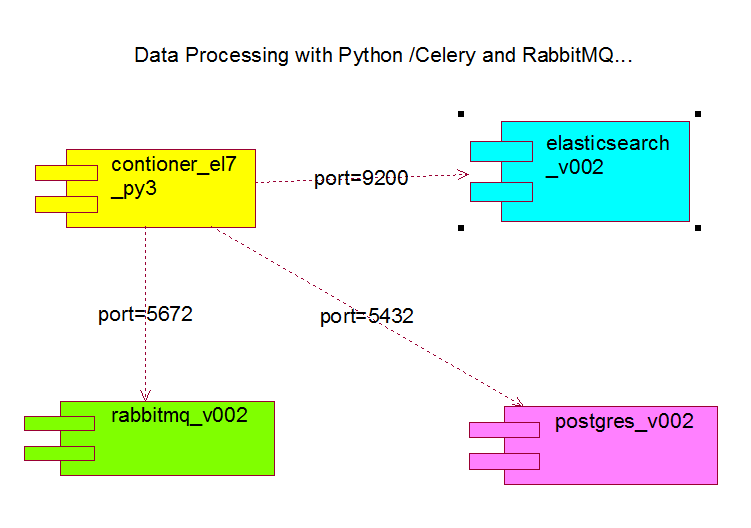 Data Processing with Python /Celery and RabbitMQ...
contioner_el7
_py3
elasticsearch
_v002
port=9200
port=5672
port=5432
rabbitmq_v002
postgres_v002